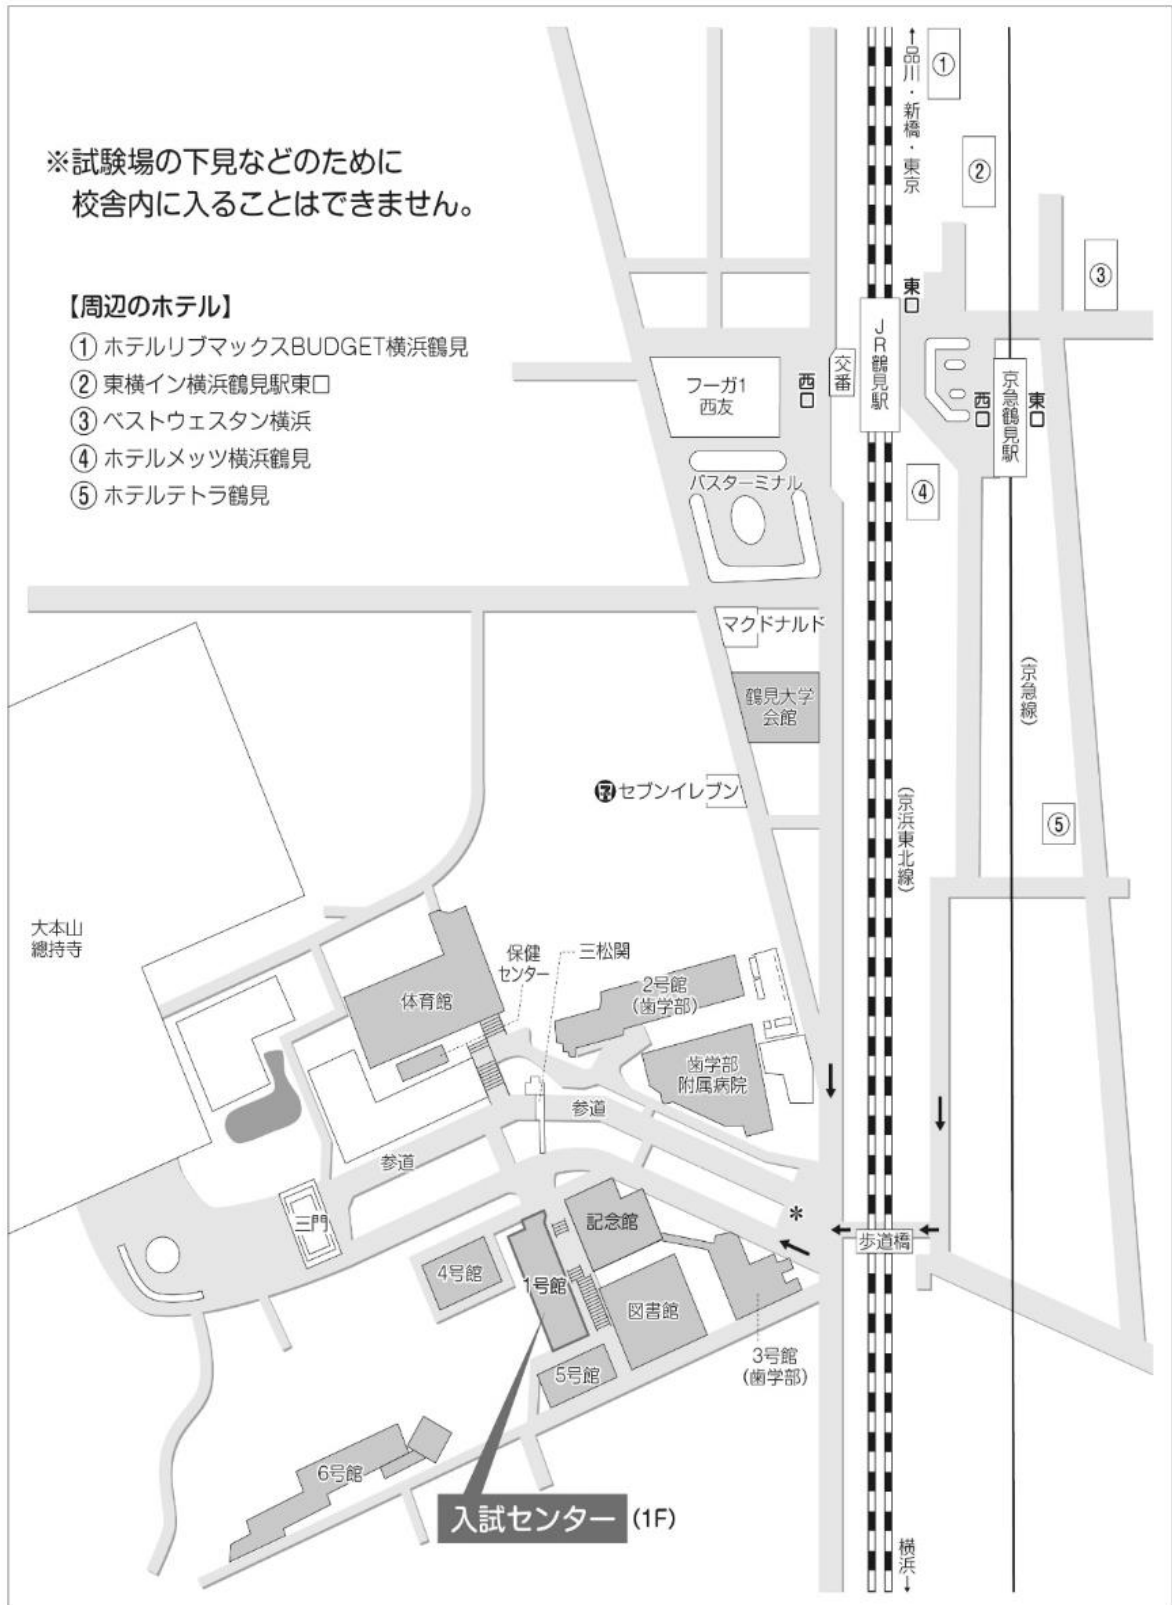 ※試験場の下見などのために
校舎内に入ることはできません。
【周辺のホテル】
① ホテルリブマックスBUDGET横浜鶴見
② 東横イン横浜鶴見駅東口
③ ベストウェスタン横浜
④ ホテルメッツ横浜鶴見
⑤ ホテルテトラ鶴見
←品川・新橋・東京
①
②
③
東口
JR鶴見駅
交番
西口
フーガ1
西友
西口
京急鶴見駅
東口
バスターミナル
④
マクドナルド
鶴見大学
会館
(京急線)
セブンイレブン
(京浜東北線)
⑤
大本山
總持寺
保健
センター
三松関
体育館
2号館
(歯学部)
歯学部
附属病院
参道
参道
三門
記念館
*
歩道橋
4号館
1号館
図書館
3号館
(歯学部)
5号館
6号館
入試センター (1F)
横浜→